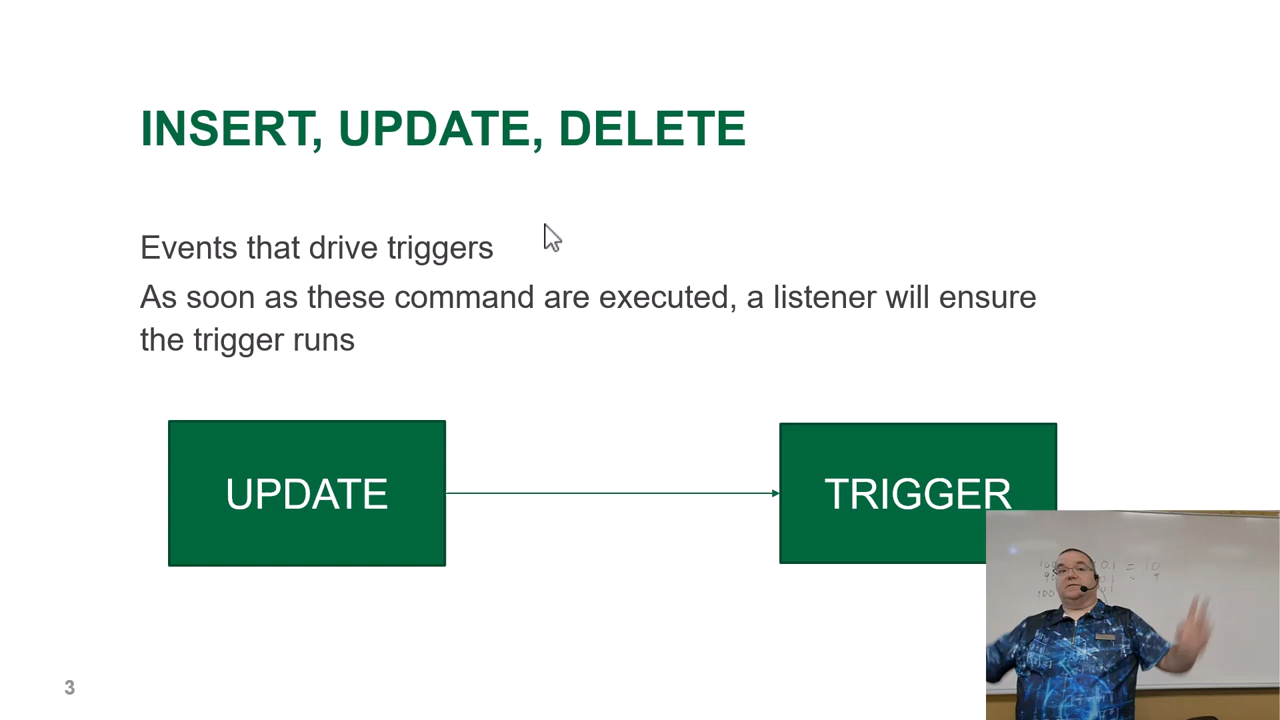 INSERT, UPDATE, DELETE
Events that drive triggers
As soon as these command are executed, a listener will ensure
the trigger runs
UPDATE
TRIGGER
= 10
3